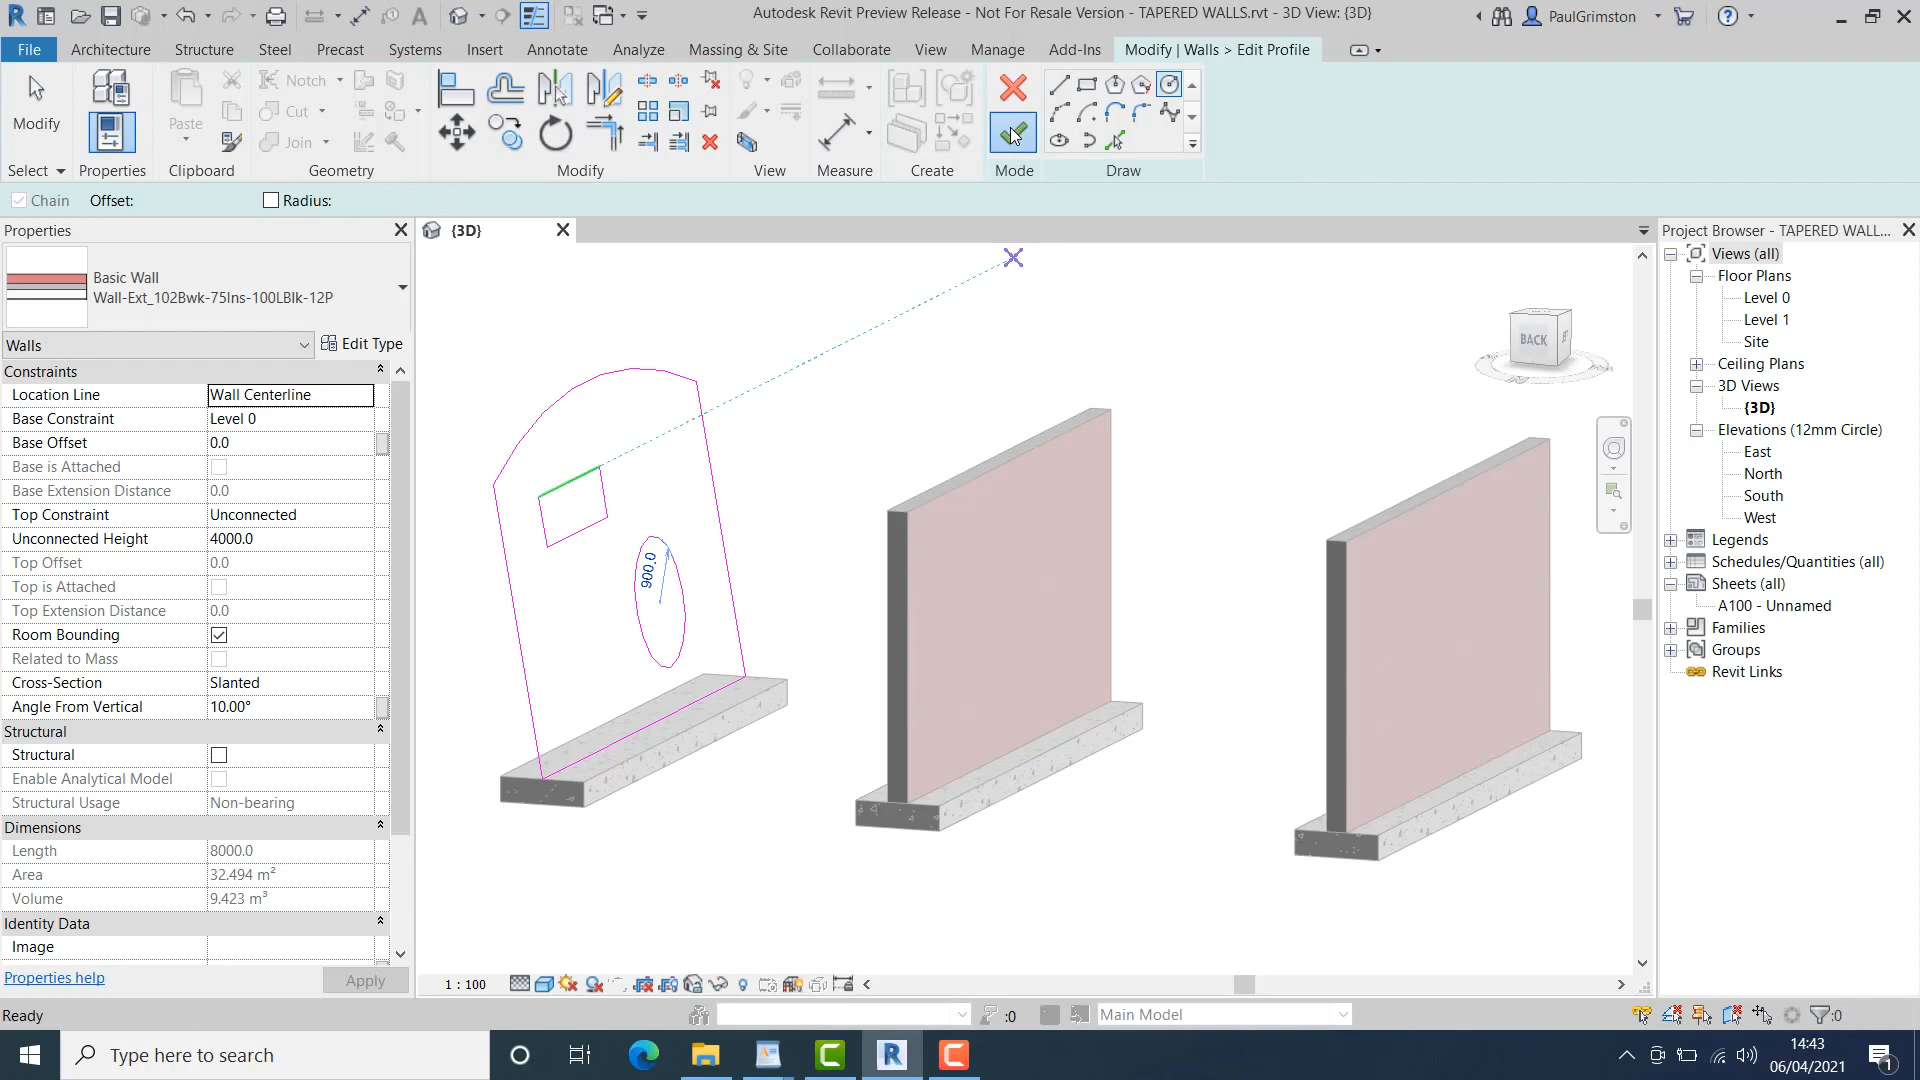 Autodesk Revit Preview Release - Not For Resale Version - TAPERED WALLS.rvt - 3D View: {3D}
PaulGrimston
File Architecture Structure Steel Precast Systems Insert Annotate Analyze Massing & Site Collaborate View Manage Add-Ins Modify | Walls > Edit Profile
Modify
Paste
Notch
Cut
Join
Select Properties Clipboard Geometry Modify View Measure Create Mode Draw
Chain Offset: Radius:
Properties
Basic Wall
Wall-Ext_102Bwk-75Ins-100LBlk-12P
Walls Edit Type
Constraints
Location Line Wall Centerline
Base Constraint Level 0
Base Offset 0.0
Base is Attached
Base Extension Distance 0.0
Top Constraint Unconnected
Unconnected Height 4000.0
Top Offset 0.0
Top is Attached
Top Extension Distance 0.0
Room Bounding
Related to Mass
Cross-Section Slanted
Angle From Vertical 10.00°
Structural
Structural
Enable Analytical Model
Structural Usage Non-bearing
Dimensions
Length 8000.0
Area 32.494 m²
Volume 9.423 m³
Identity Data
Image
Properties help Apply
{3D}
900.0
BACK
1 : 100
Project Browser - TAPERED WALL...
Views (all)
Floor Plans
Level 0
Level 1
Site
Ceiling Plans
3D Views
{3D}
Elevations (12mm Circle)
East
North
South
West
Legends
Schedules/Quantities (all)
Sheets (all)
A100 - Unnamed
Families
Groups
Revit Links
Ready
:0
Main Model
:0
Type here to search
14:43
06/04/2021
1